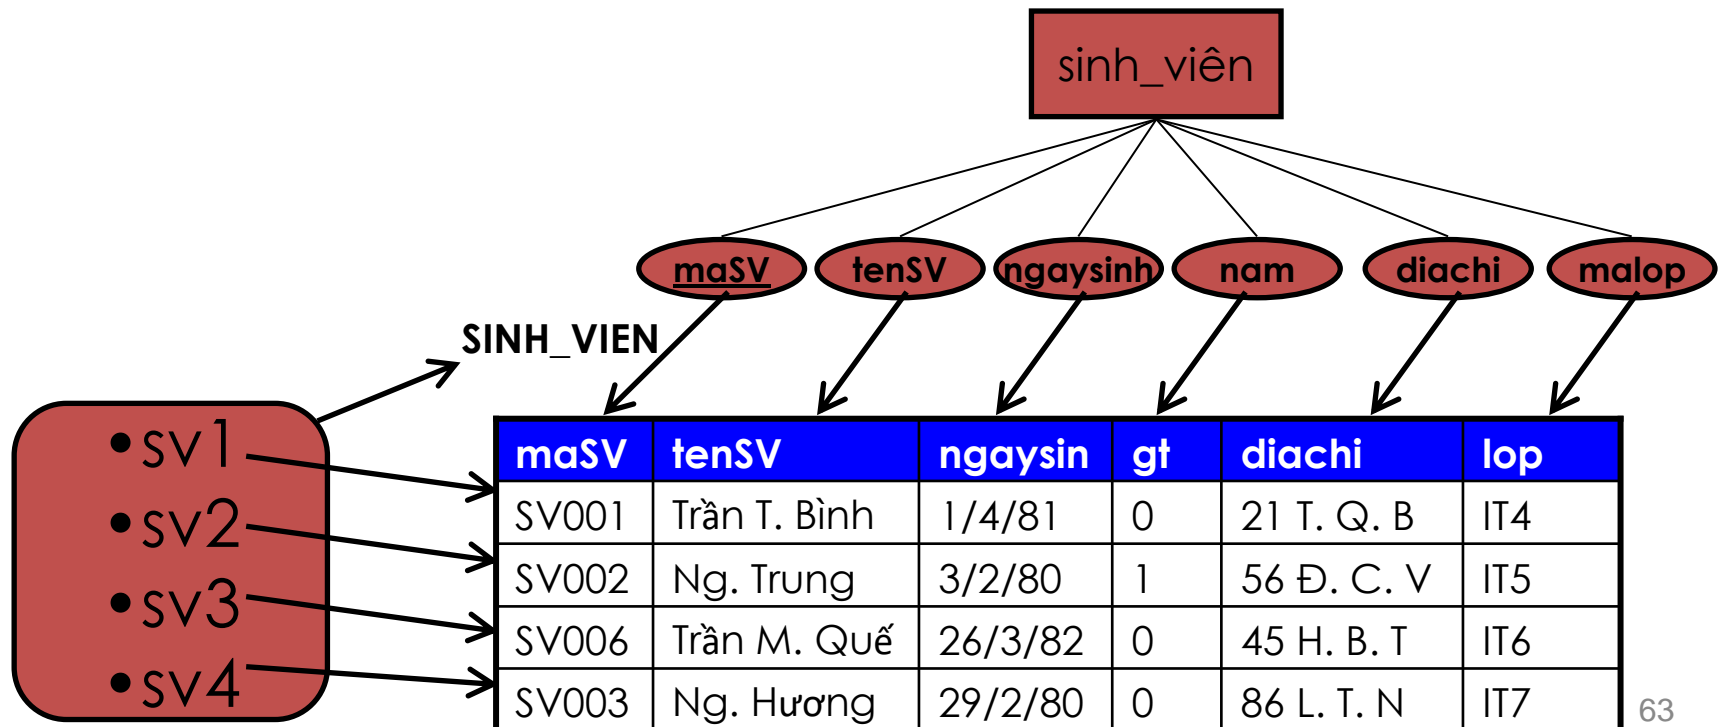 sinh_viên
maSV tenSV ngaysinh nam diachi malop
SINH_VIEN
•sv1
•sv2
•sv3
•sv4
maSV tenSV ngaysin gt diachi lop
SV001 Trần T. Bình 1/4/81 0 21 T. Q. B IT4
SV002 Ng. Trung 3/2/80 1 56 Đ. C. V IT5
SV006 Trần M. Quế 26/3/82 0 45 H. B. T IT6
SV003 Ng. Hương 29/2/80 0 86 L. T. N IT7
63